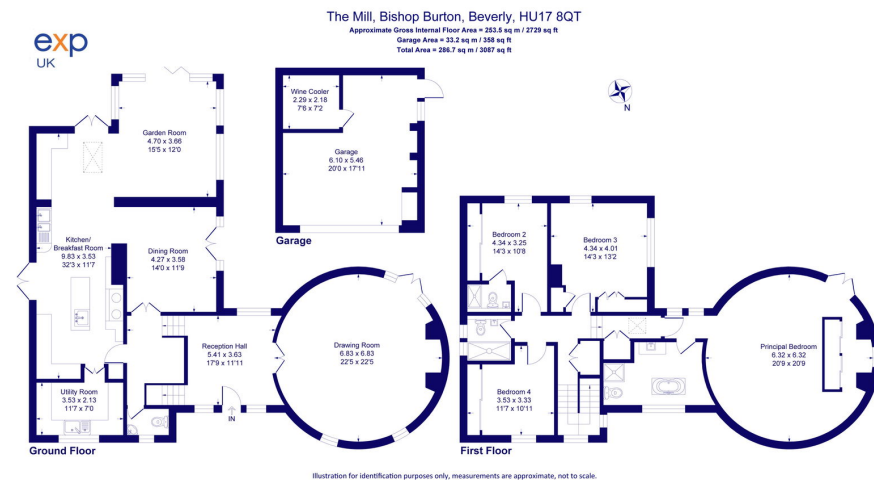 The Mill, Bishop Burton, Beverly, HU17 8QT
Approximate Gross Internal Floor Area = 253.5 sq m / 2729 sq ft
Garage Area = 33.2 sq m / 358 sq ft
Total Area = 286.7 sq m / 3087 sq ft
exp
UK
N
Wine Cooler
2.29 x 2.18
7'6 x 7'2
Garage
6.10 x 5.46
20'0 x 17'11
Garage
Garden Room
4.70 x 3.66
15'5 x 12'0
Kitchen/
Breakfast Room
9.83 x 3.53
32'3 x 11'7
Dining Room
4.27 x 3.58
14'0 x 11'9
Reception Hall
5.41 x 3.63
17'9 x 11'11
Drawing Room
6.83 x 6.83
22'5 x 22'5
Utility Room
3.53 x 2.13
11'7 x 7'0
IN
Ground Floor
Bedroom 2
4.34 x 3.25
14'3 x 10'8
Bedroom 3
4.34 x 4.01
14'3 x 13'2
Principal Bedroom
6.32 x 6.32
20'9 x 20'9
Bedroom 4
3.53 x 3.33
11'7 x 10'11
First Floor
Illustration for identification purposes only, measurements are approximate, not to scale.